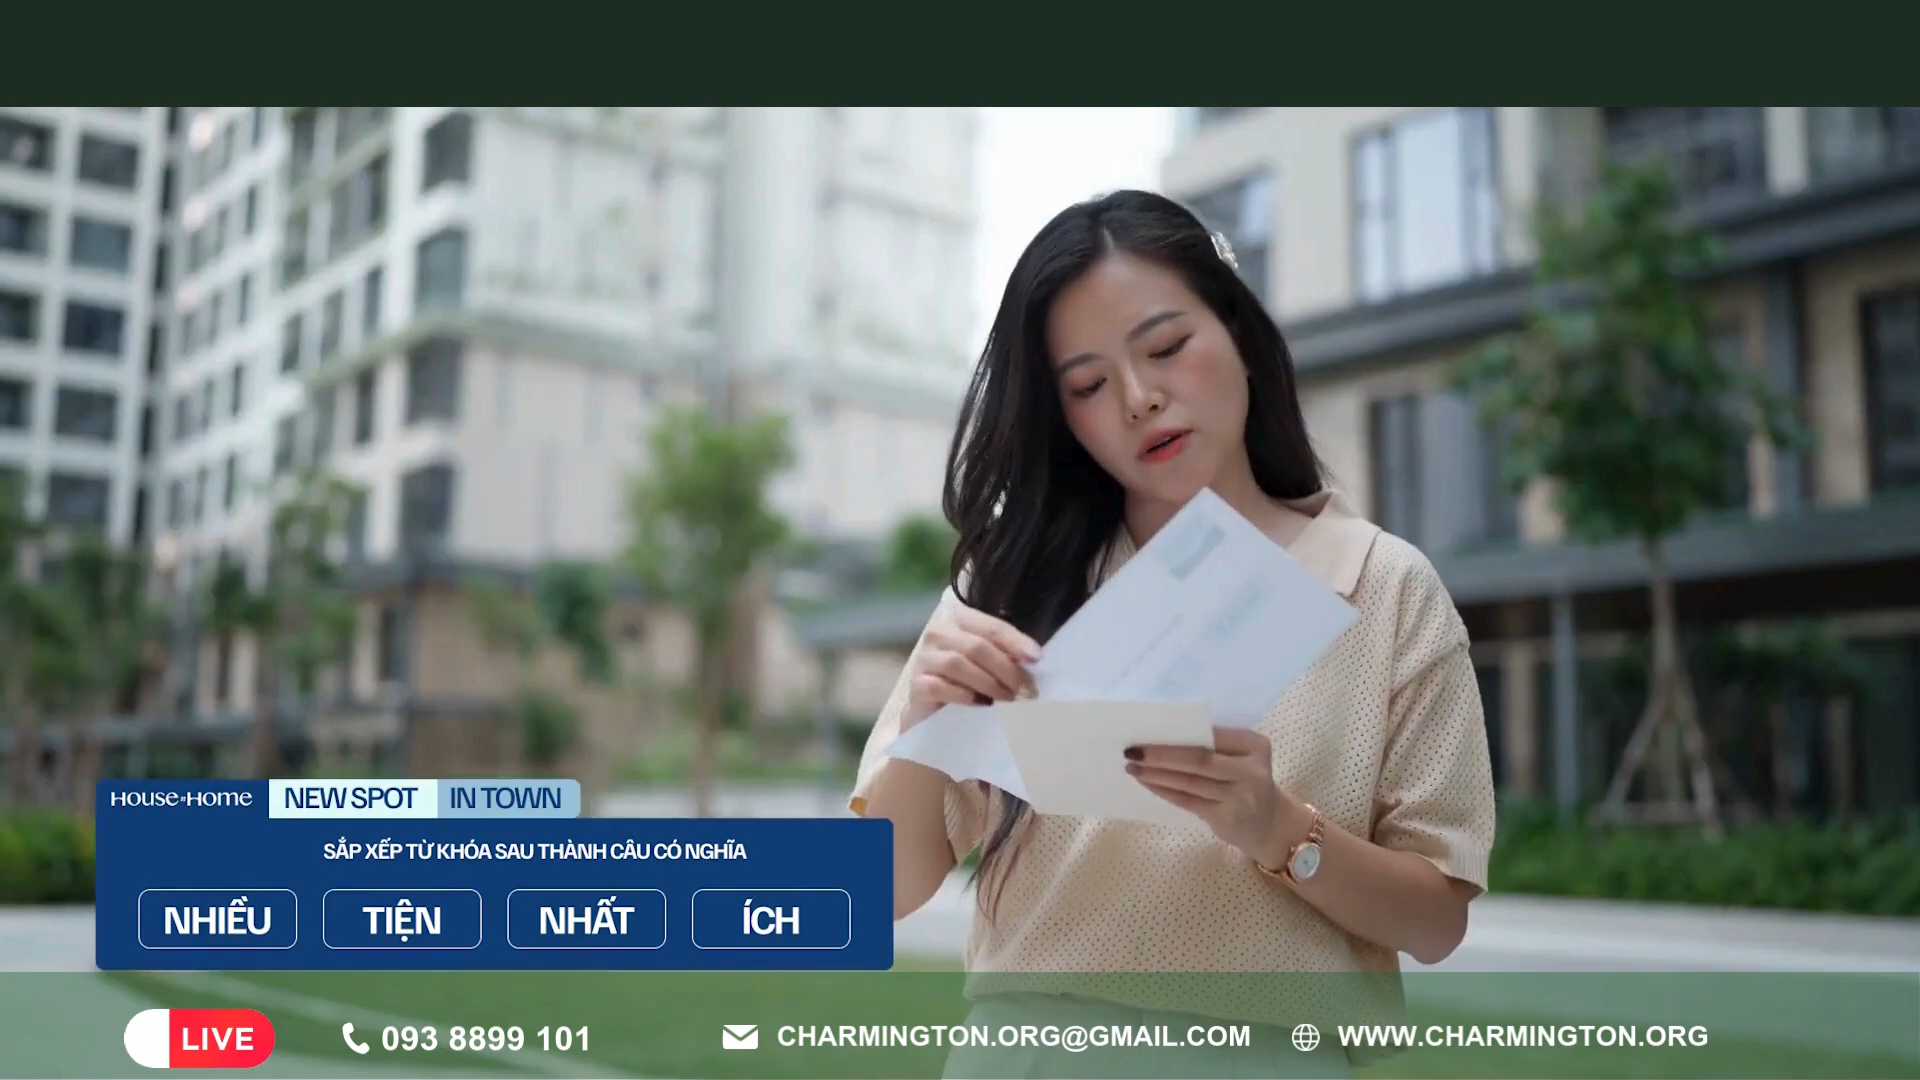 House n Home NEW SPOT IN TOWN
SẮP XẾP TỪ KHÓA SAU THÀNH CÂU CÓ NGHĨA
NHIỀU TIỆN NHẤT ÍCH
LIVE 093 8899 101 CHARMINGTON.ORG@GMAIL.COM WWW.CHARMINGTON.ORG